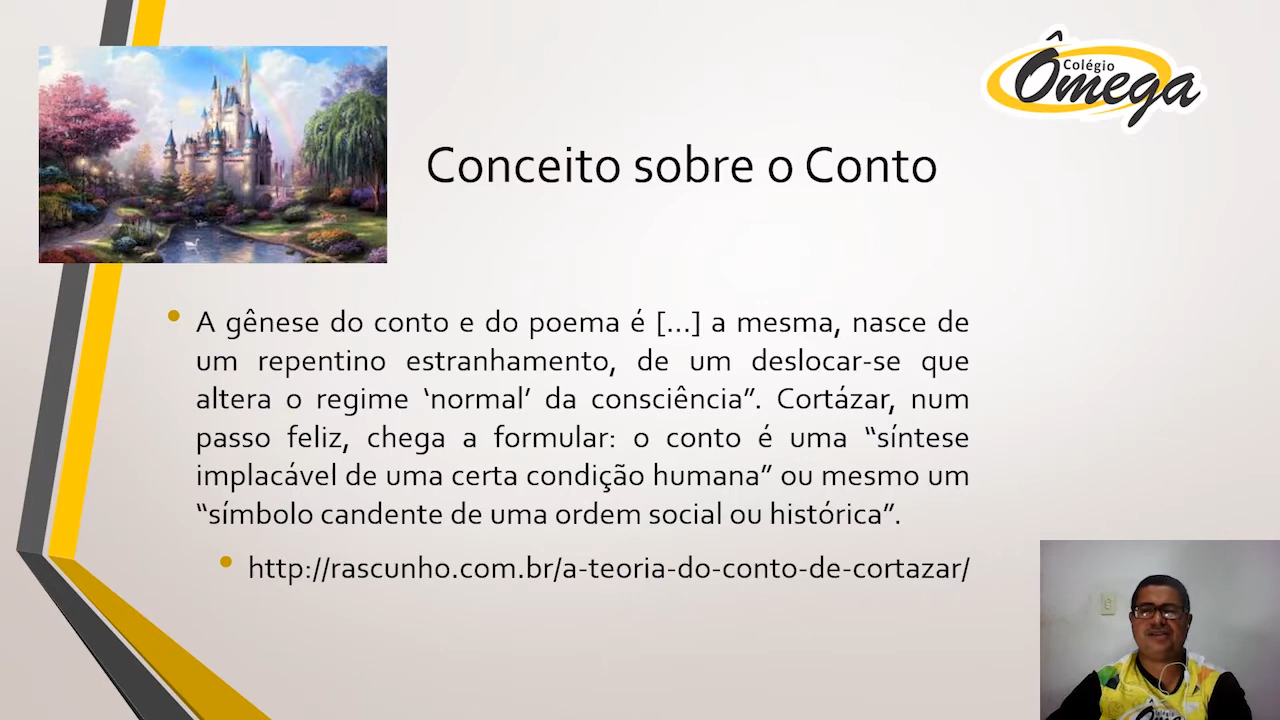 Colégio
Ômega
Conceito sobre o Conto
• A gênese do conto e do poema é [...] a mesma, nasce de
um repentino estranhamento, de um deslocar-se que
altera o regime ‘normal’ da consciência”. Cortázar, num
passo feliz, chega a formular: o conto é uma “síntese
implacável de uma certa condição humana” ou mesmo um
“símbolo candente de uma ordem social ou histórica”.
• http://rascunho.com.br/a-teoria-do-conto-de-cortazar/
Ômega